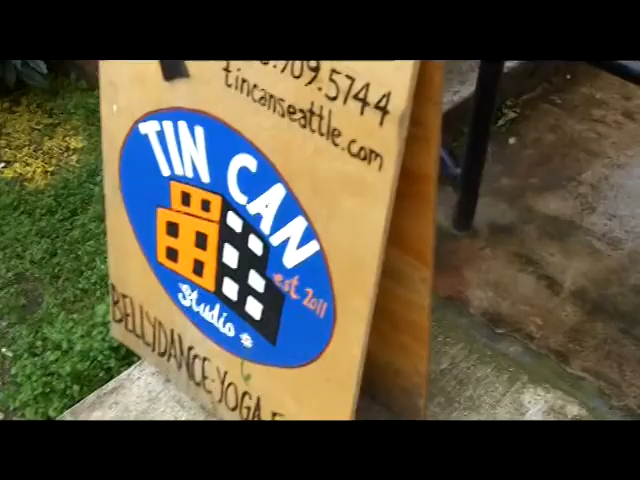 .709.5744
tincanseattle.com
TIN CAN
est. 2011
Studio
BELLYDANCE·YOGA